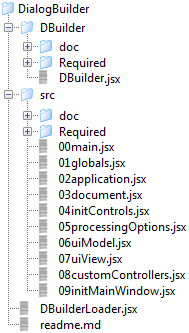 DialogBuilder
DBuilder
doc
Required
DBuilder.jsx
src
doc
Required
00main.jsx
01globals.jsx
02application.jsx
03document.jsx
04initControls.jsx
05processingOptions.jsx
06uiModel.jsx
07uiView.jsx
08customControllers.jsx
09initMainWindow.jsx
DBuilderLoader.jsx
readme.md